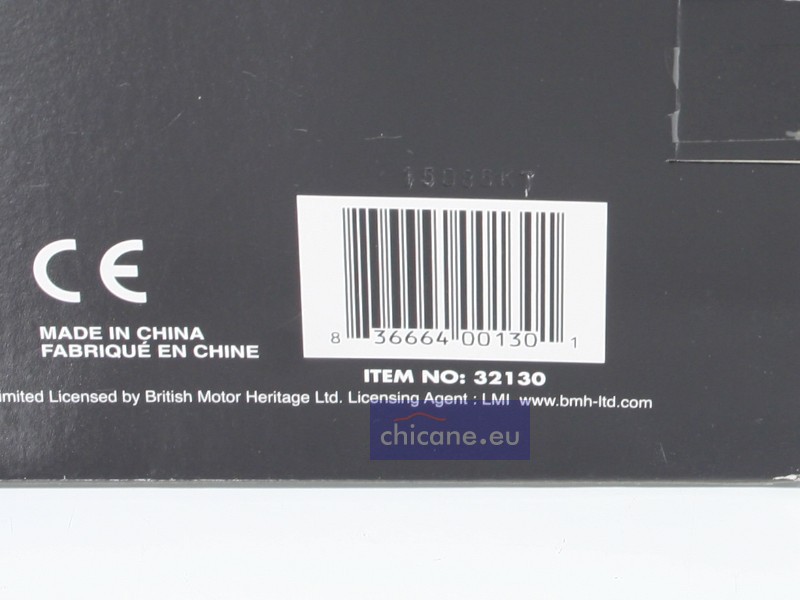 CE
MADE IN CHINA
FABRIQUÉ EN CHINE
8 36664 00130 1
ITEM NO: 32130
Licensed by British Motor Heritage Ltd. Licensing Agent : LMI www.bmh-ltd.com
chicane.eu